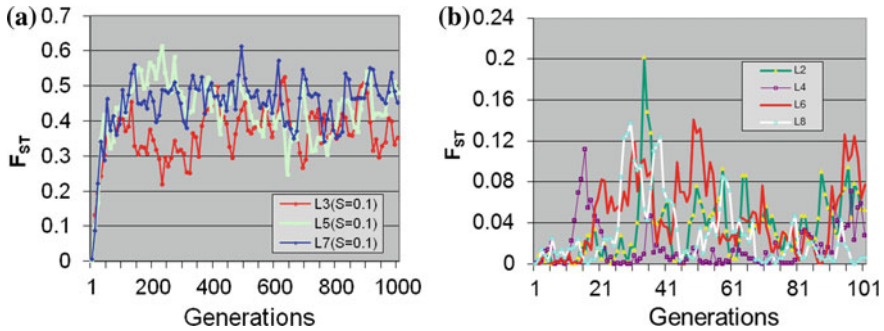 (a)
0.7
0.6
0.5
0.4
0.3
0.2
0.1
0
F_ST
L3(S=0.1)
L5(S=0.1)
L7(S=0.1)
1 200 400 600 800 1000
Generations
(b)
0.24
0.2
0.16
0.12
0.08
0.04
0
F_ST
L2
L4
L6
L8
1 21 41 61 81 101
Generations